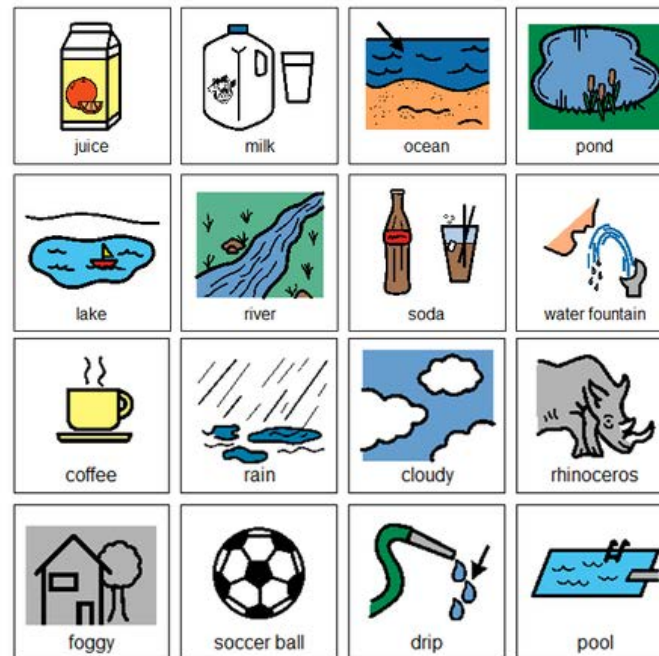 juice
milk
ocean
pond
lake
river
soda
water fountain
coffee
rain
cloudy
rhinoceros
foggy
soccer ball
drip
pool